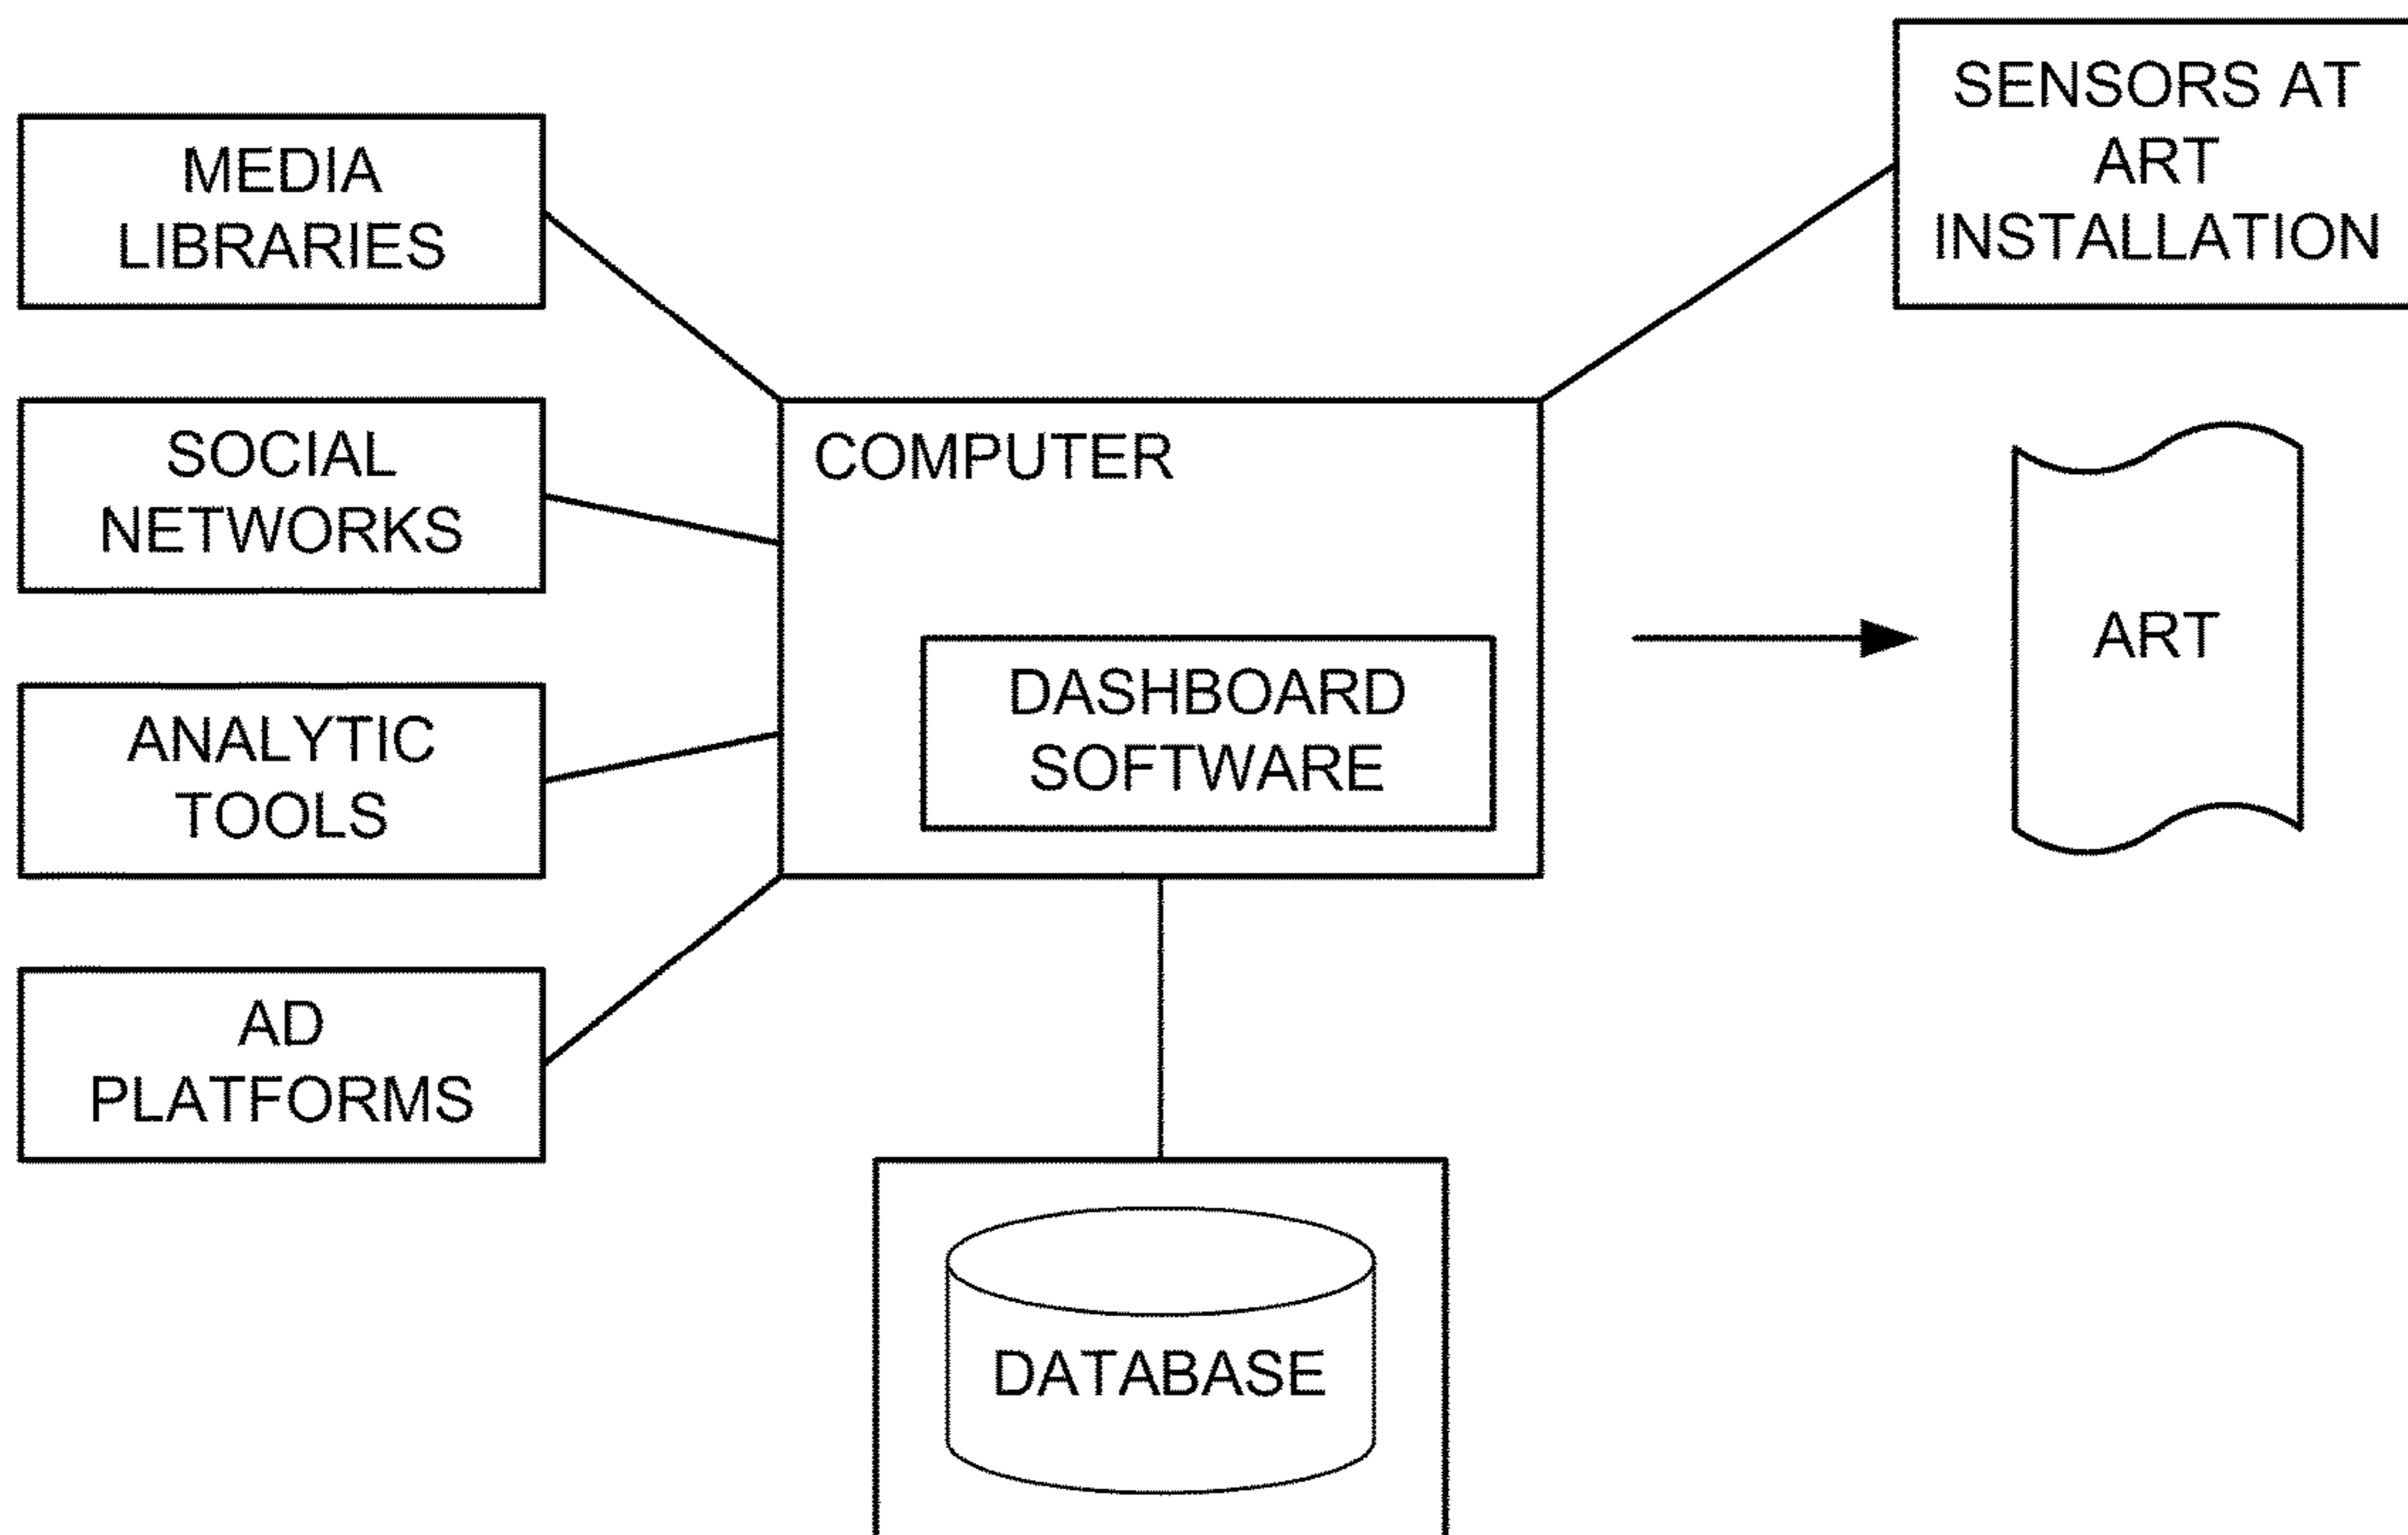 MEDIA
LIBRARIES
SOCIAL
NETWORKS
ANALYTIC
TOOLS
AD
PLATFORMS
COMPUTER
DASHBOARD
SOFTWARE
DATABASE
SENSORS AT
ART
INSTALLATION
ART